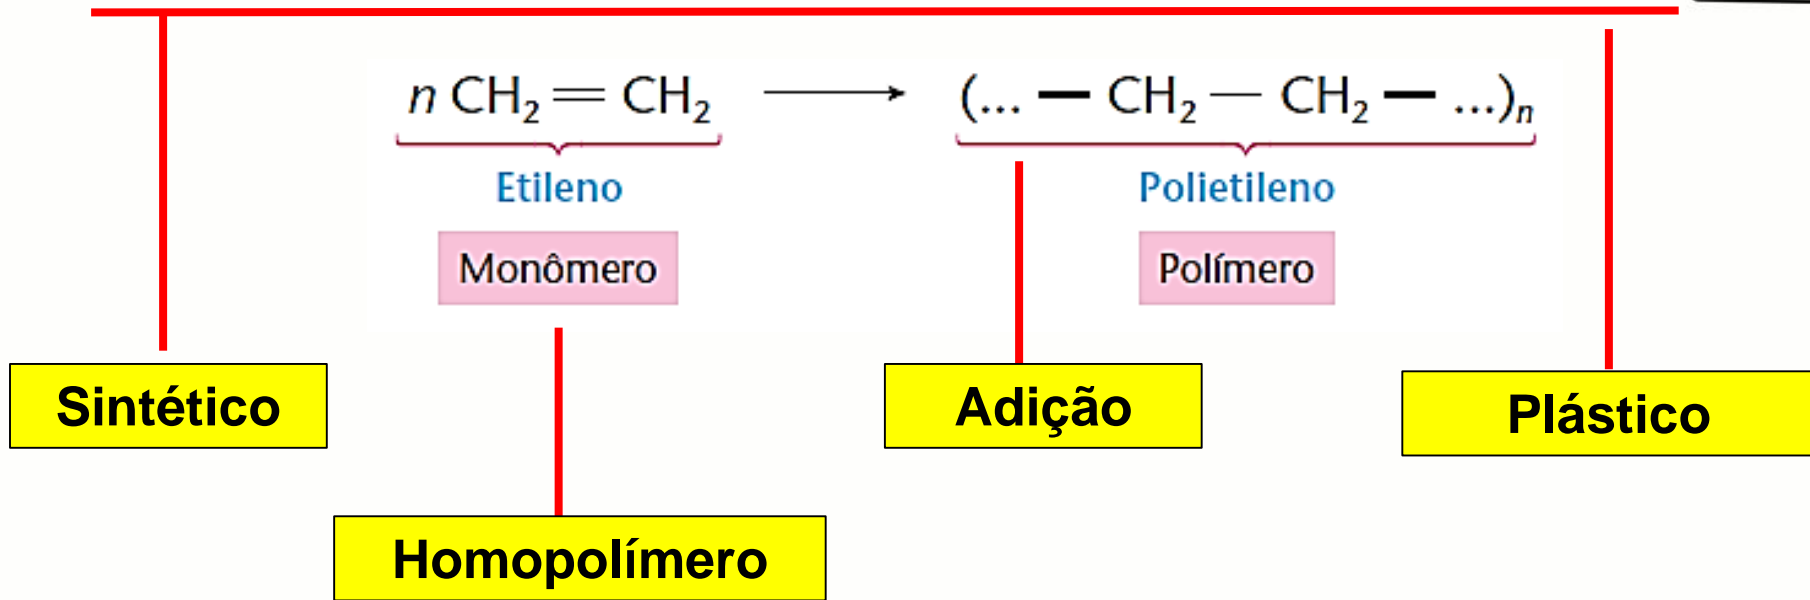 n CH₂ = CH₂ → (... — CH₂ — CH₂ — ...)ₙ
Etileno Polietileno
Monômero Polímero
Sintético Adição Plástico
Homopolímero